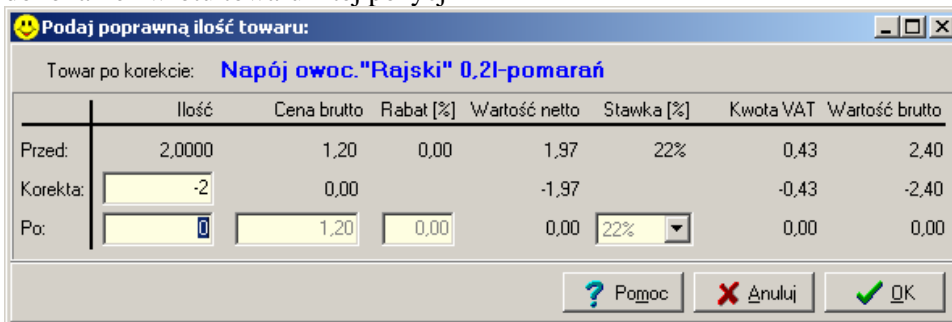 Podaj poprawną ilość towaru:
Towar po korekcie: Napój owoc."Rajski" 0,2l-pomarań
Ilość Cena brutto Rabat [%] Wartość netto Stawka [%] Kwota VAT Wartość brutto
Przed: 2,0000 1,20 0,00 1,97 22% 0,43 2,40
Korekta: -2 0,00 -1,97 -0,43 -2,40
Po: 0 1,20 0,00 0,00 22% 0,00 0,00
Pomoc Anuluj OK